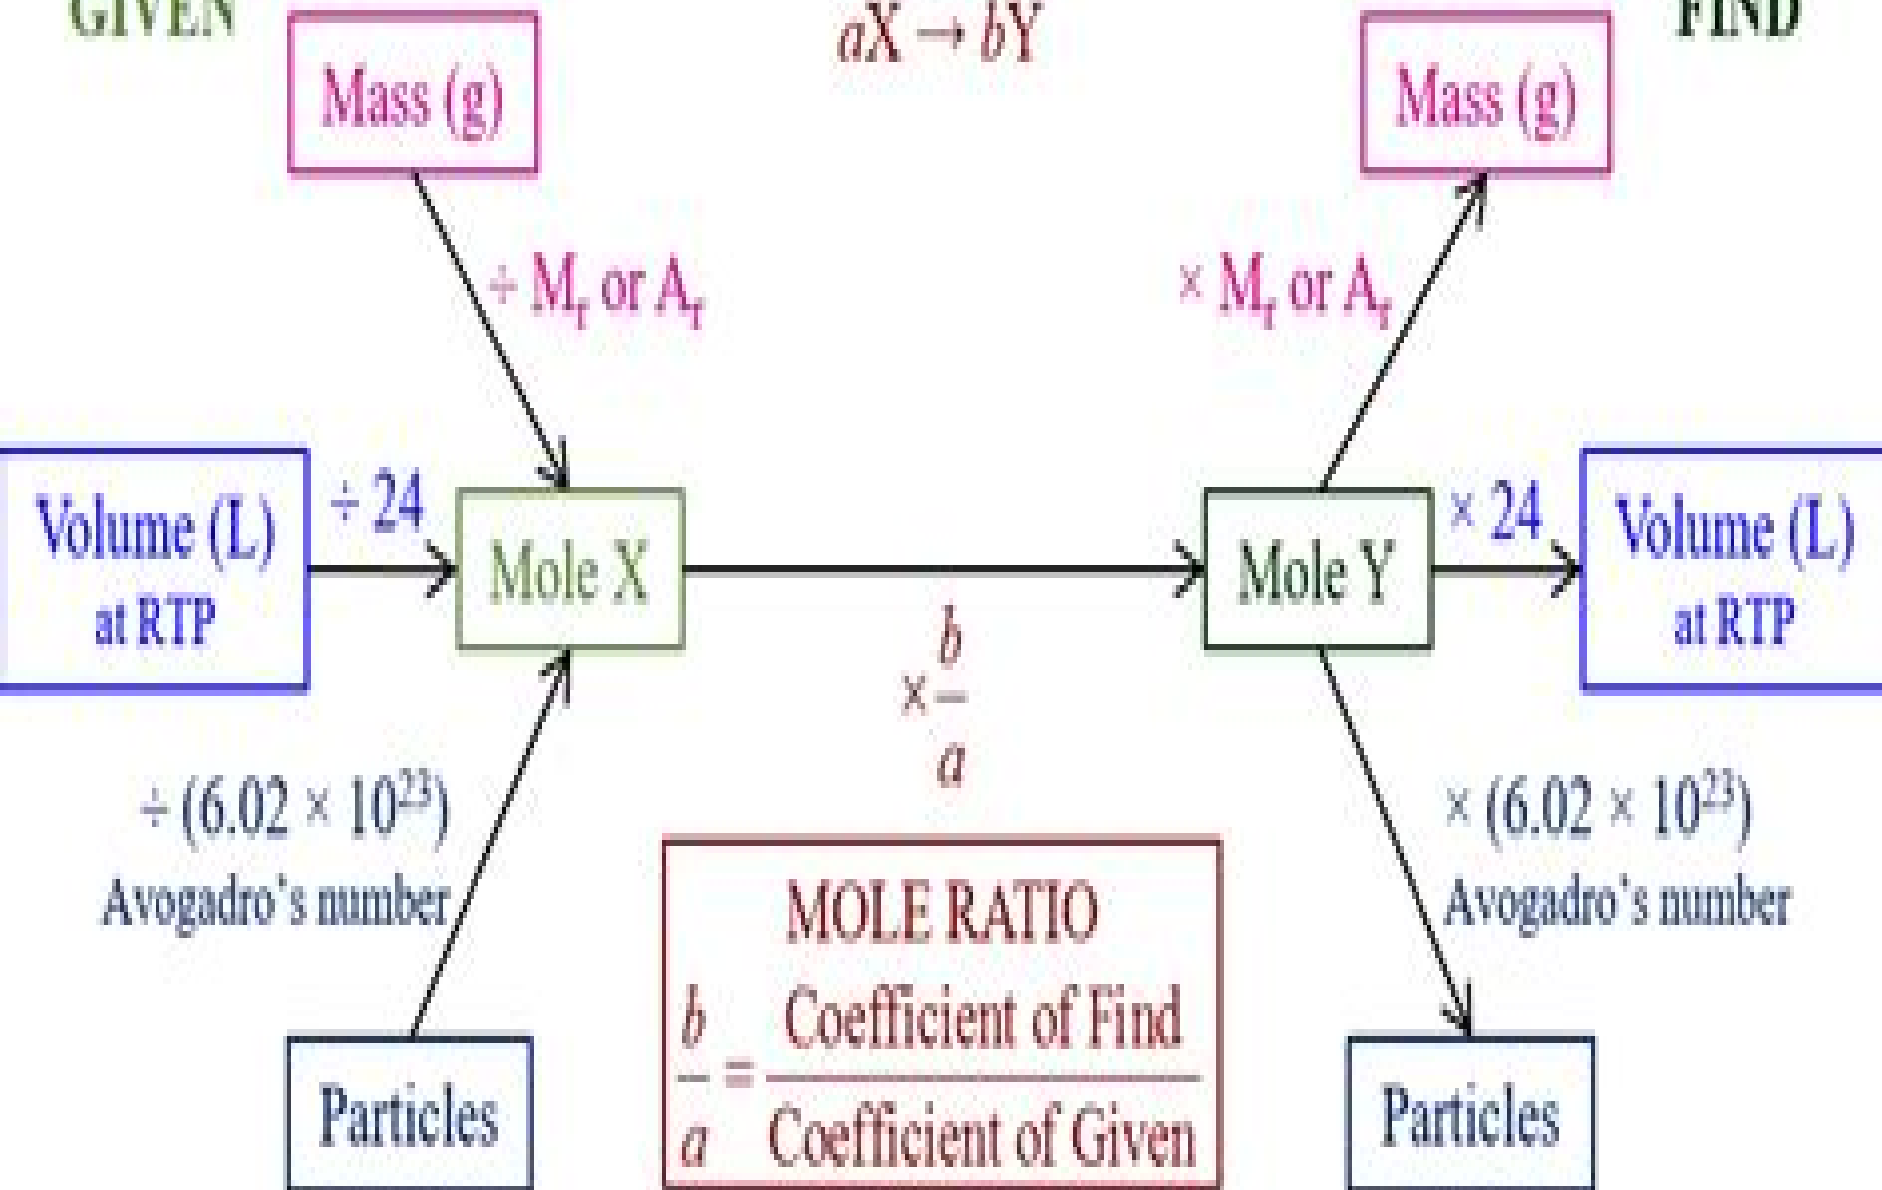 GIVEN
aX → bY
FIND
Mass (g)
Mass (g)
÷ Mᵣ or Aᵣ
× Mᵣ or Aᵣ
Volume (L)
at RTP
÷ 24
Mole X
Mole Y
× 24
Volume (L)
at RTP
× b/a
÷ (6.02 × 10²³)
Avogadro`s number
× (6.02 × 10²³)
Avogadro`s number
MOLE RATIO
b/a = Coefficient of Find / Coefficient of Given
Particles
Particles